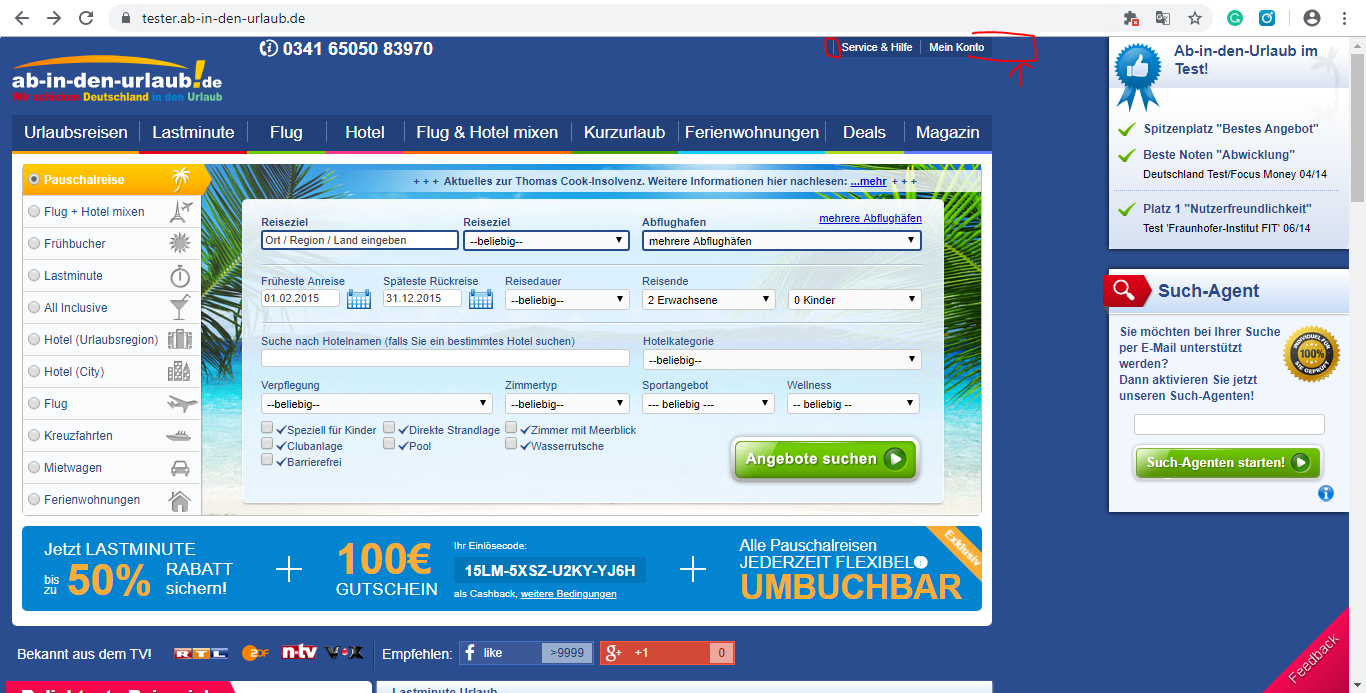 tester.ab-in-den-urlaub.de
0341 65050 83970
Service & Hilfe
Mein Konto
ab-in-den-urlaub!.de
Wir schicken Deutschland in den Urlaub
Urlaubsreisen Lastminute Flug Hotel Flug & Hotel mixen Kurzurlaub Ferienwohnungen Deals Magazin
+ + + Aktuelles zur Thomas Cook-Insolvenz. Weitere Informationen hier nachlesen: ...mehr + + +
Pauschalreise
Flug + Hotel mixen
Frühbucher
Lastminute
All Inclusive
Hotel (Urlaubsregion)
Hotel (City)
Flug
Kreuzfahrten
Mietwagen
Ferienwohnungen
Reiseziel Reiseziel Abflughafen mehrere Abflughäfen
Ort / Region / Land eingeben --beliebig-- mehrere Abflughäfen
Früheste Anreise Späteste Rückreise Reisedauer Reisende
01.02.2015 31.12.2015 --beliebig-- 2 Erwachsene 0 Kinder
Suche nach Hotelnamen (falls Sie ein bestimmtes Hotel suchen) Hotelkategorie
--beliebig--
Verpflegung Zimmertyp Sportangebot Wellness
--beliebig-- --beliebig-- --- beliebig --- -- beliebig --
Speziell für Kinder Direkte Strandlage Zimmer mit Meerblick
Clubanlage Pool Wasserrutsche
Barrierefrei
Angebote suchen
Jetzt LASTMINUTE
bis zu 50% RABATT sichern!
100€
GUTSCHEIN
Ihr Einlösecode:
15LM-5XSZ-U2KY-YJ6H
als Cashback, weitere Bedingungen
Alle Pauschalreisen
JEDERZEIT FLEXIBEL
UMBUCHBAR
Exklusiv
Bekannt aus dem TV! RTL ZDF n-tv VOX Empfehlen: like >9999 g+ +1 0
Lastminute Urlaub
Ab-in-den-Urlaub im
Test!
Spitzenplatz "Bestes Angebot"
Beste Noten "Abwicklung"
Deutschland Test/Focus Money 04/14
Platz 1 "Nutzerfreundlichkeit"
Test 'Fraunhofer-Institut FIT' 06/14
Such-Agent
Sie möchten bei Ihrer Suche
per E-Mail unterstützt
werden?
Dann aktivieren Sie jetzt
unseren Such-Agenten!
INDIVIDUELL FÜR
100%
SIE GEPRÜFT
Such-Agenten starten!
Feedback